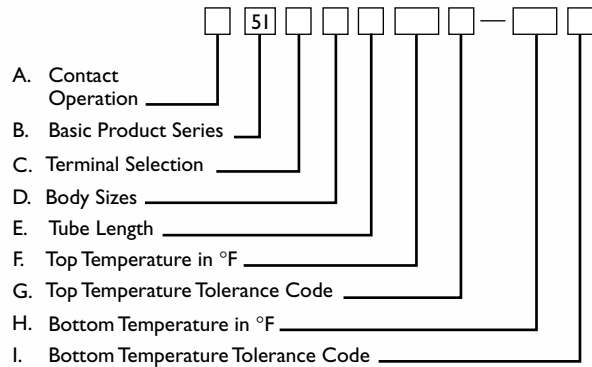 51
A. Contact
Operation
B. Basic Product Series
C. Terminal Selection
D. Body Sizes
E. Tube Length
F. Top Temperature in °F
G. Top Temperature Tolerance Code
H. Bottom Temperature in °F
I. Bottom Temperature Tolerance Code